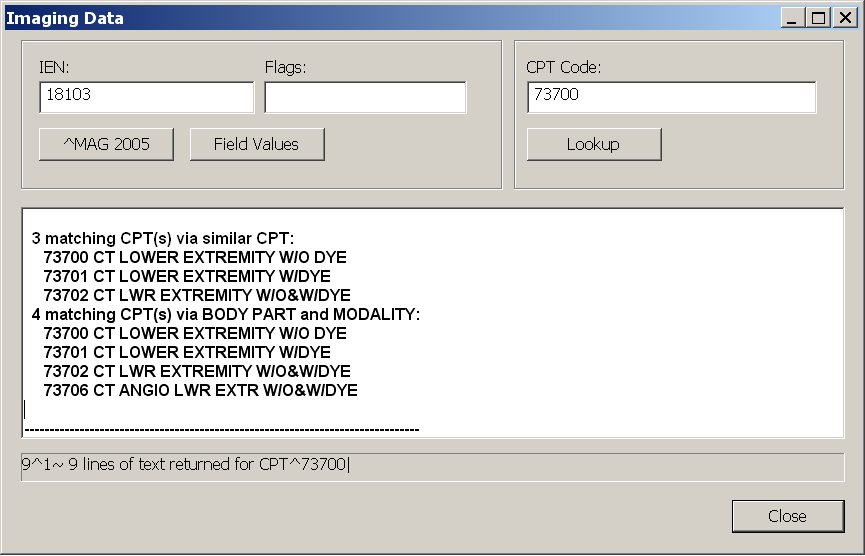 Imaging Data
IEN:
Flags:
CPT Code:
18103
73700
^MAG 2005
Field Values
Lookup
3 matching CPT(s) via similar CPT:
73700 CT LOWER EXTREMITY W/O DYE
73701 CT LOWER EXTREMITY W/DYE
73702 CT LWR EXTREMITY W/O&W/DYE
4 matching CPT(s) via BODY PART and MODALITY:
73700 CT LOWER EXTREMITY W/O DYE
73701 CT LOWER EXTREMITY W/DYE
73702 CT LWR EXTREMITY W/O&W/DYE
73706 CT ANGIO LWR EXTR W/O&W/DYE
-------------------------------------------------------------------------------
9^1~ 9 lines of text returned for CPT^73700|
Close